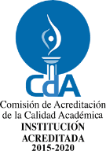 CdA
Comisión de Acreditación
de la Calidad Académica
INSTITUCIÓN
ACREDITADA
2015-2020